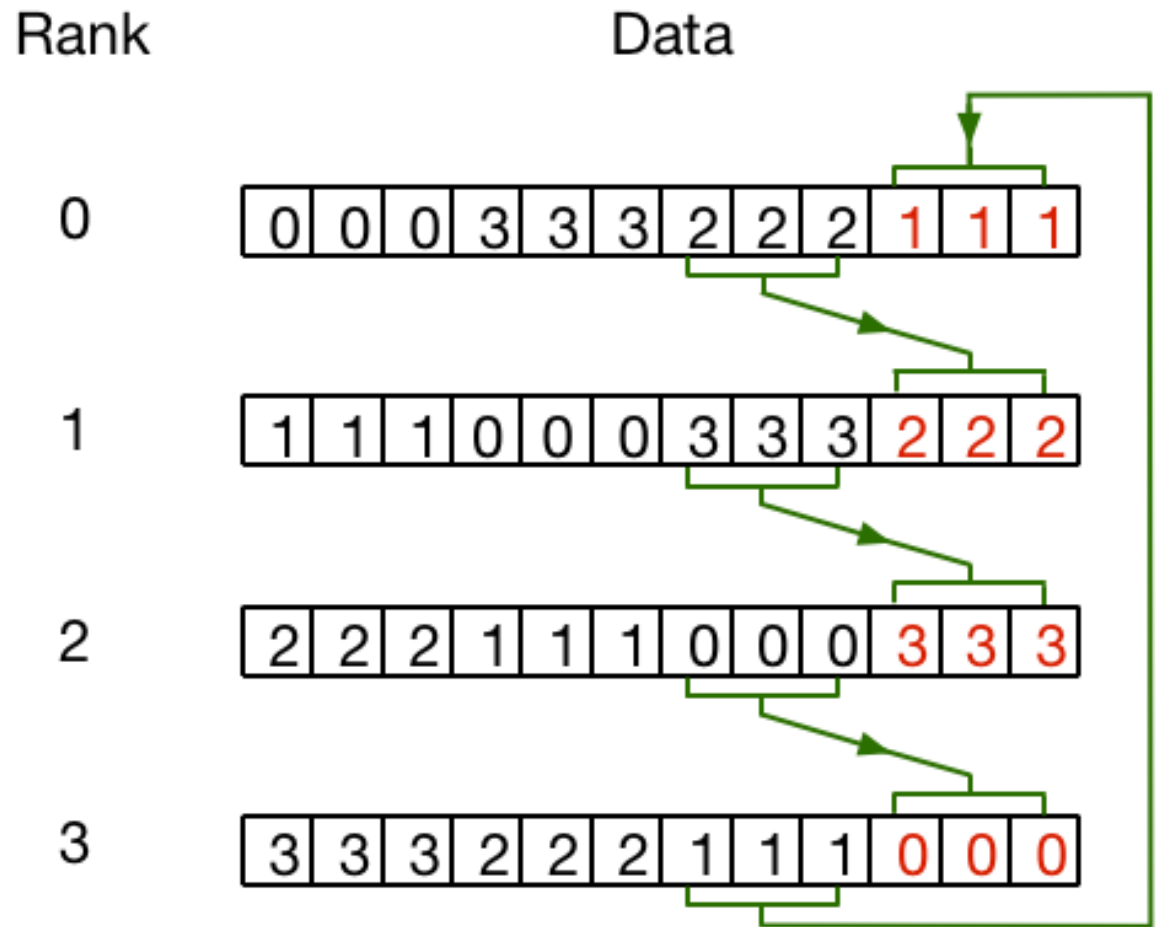 Rank Data
0 0 0 0 3 3 3 2 2 2 1 1 1
1 1 1 1 0 0 0 3 3 3 2 2 2
2 2 2 2 1 1 1 0 0 0 3 3 3
3 3 3 3 2 2 2 1 1 1 0 0 0